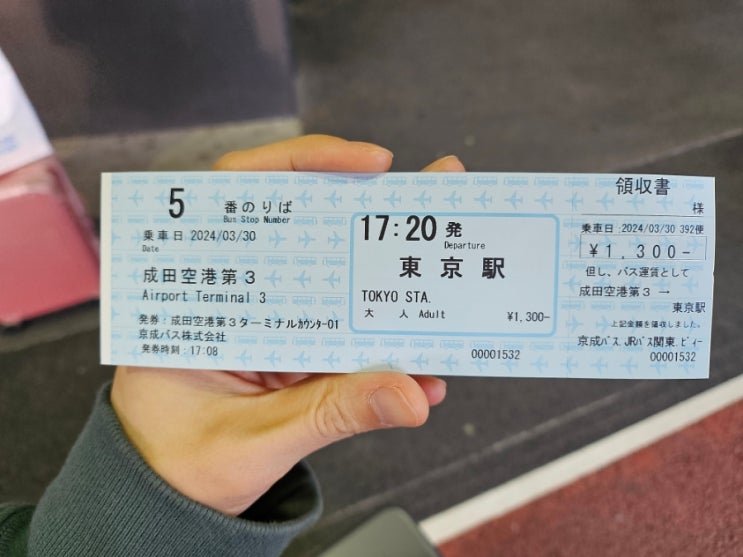 5 番のりば
Bus Stop Number
乗車日 2024/03/30
Date
成田空港第3
Airport Terminal 3
発券:成田空港第3ターミナルカウンター01
京成バス株式会社
発券時刻:17:08
17:20 発
Departure
東京駅
TOKYO STA.
大 人 Adult ¥1,300-
00001532
領収書
様
乗車日:2024/03/30 392便
¥1,300-
但し、バス運賃として
成田空港第3 →
東京駅
上記金額を領収しました。
京成バス、JRバス関東、ビィー
00001532